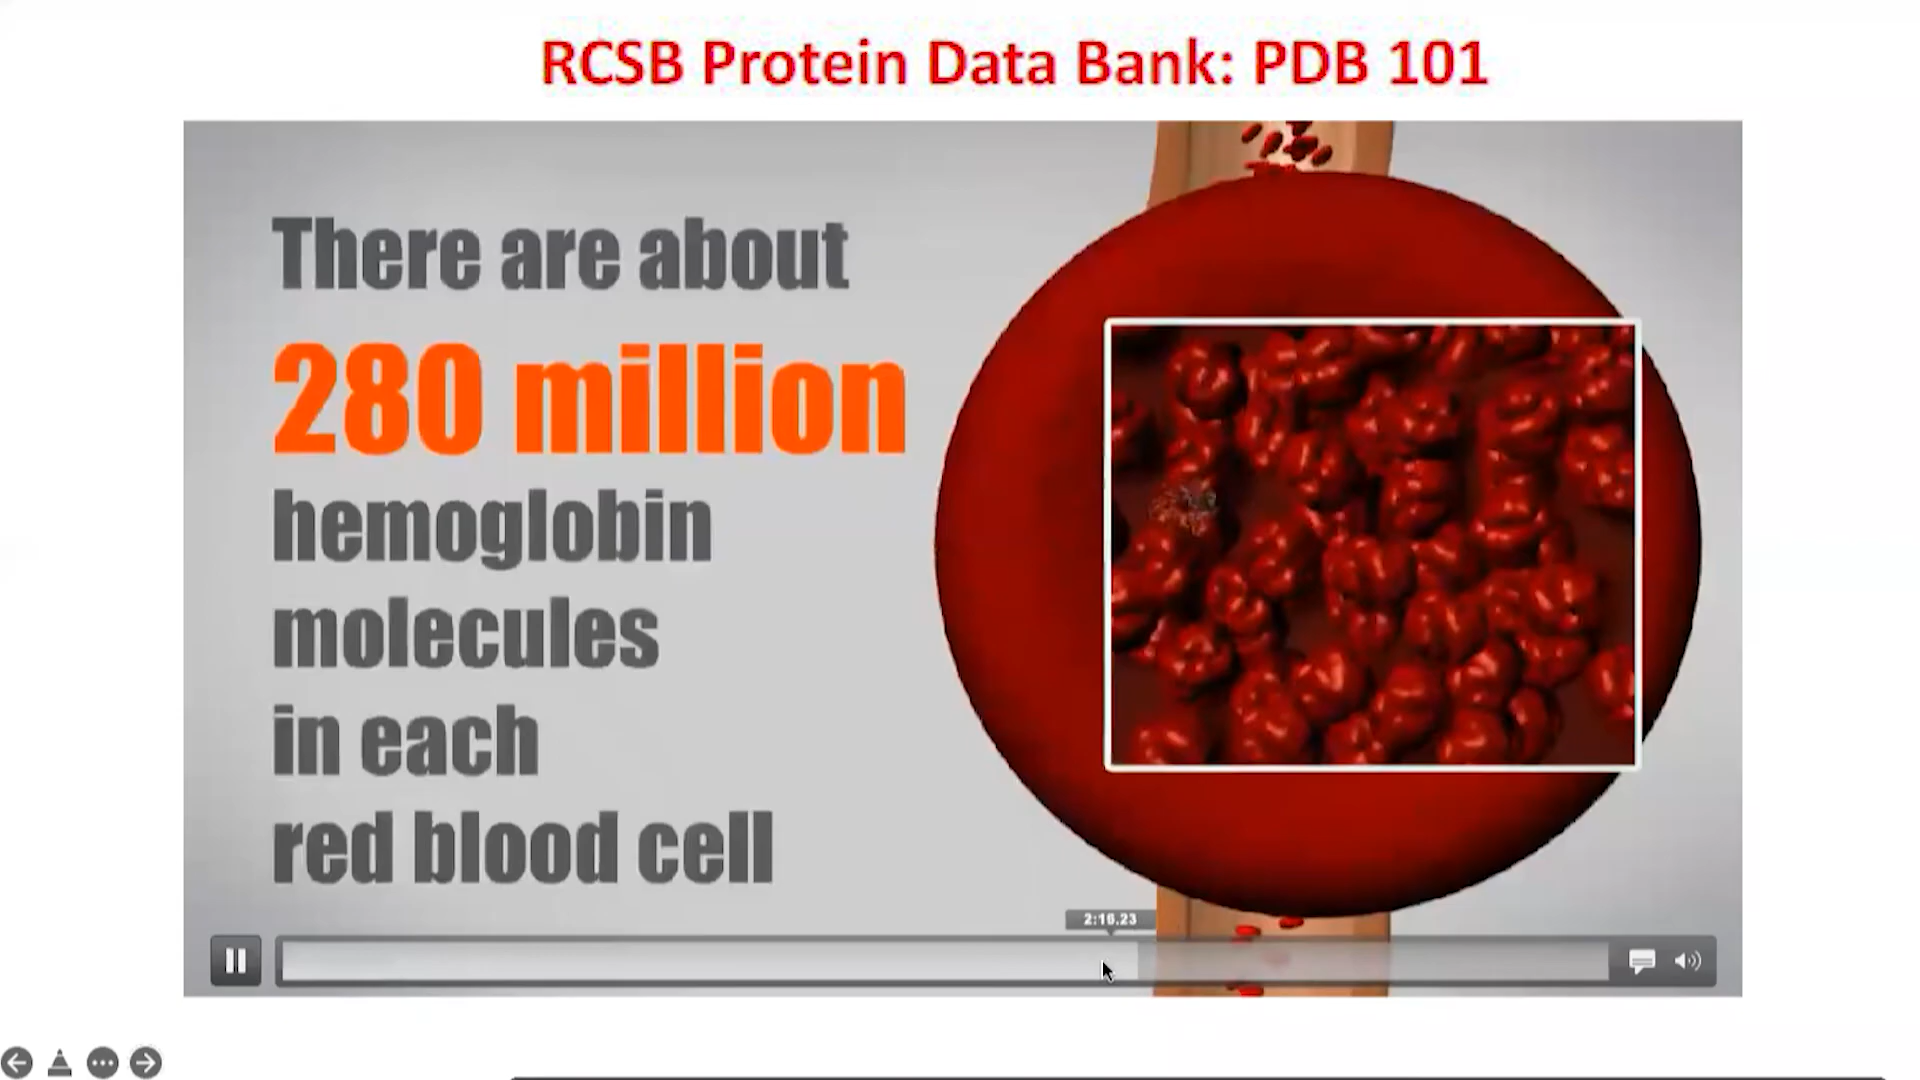 RCSB Protein Data Bank: PDB 101
There are about
280 million
hemoglobin
molecules
in each
red blood cell
2:16.23